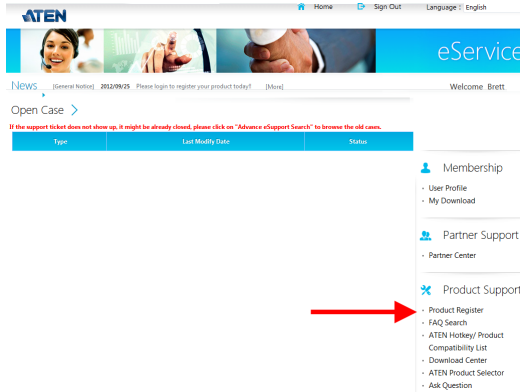 ATEN
Home Sign Out Language : English
eService
News [General Notice] 2012/09/25 Please login to register your product today!! [More]
Welcome Brett
Open Case
If the support ticket does not show up, it might be already closed, please click on "Advance eSupport Search" to browse the old cases.
Type Last Modify Date Status
Membership
User Profile
My Download
Partner Support
Partner Center
Product Support
Product Register
FAQ Search
ATEN Hotkey/ Product
Compatibility List
Download Center
ATEN Product Selector
Ask Question